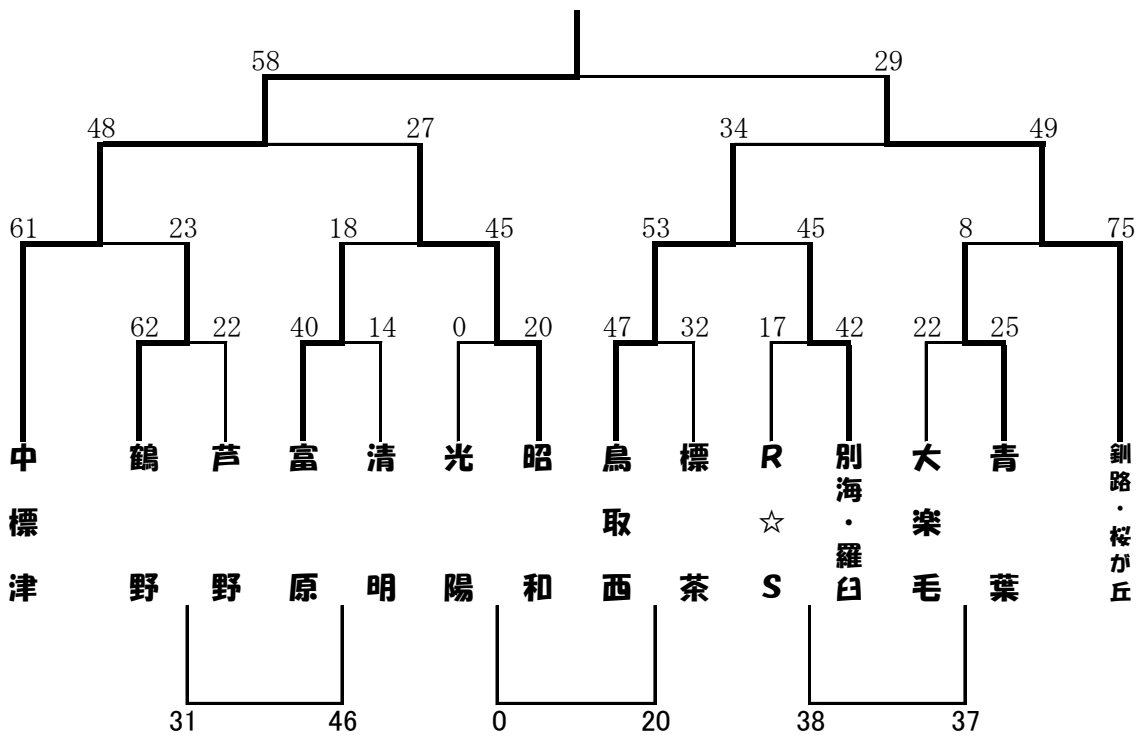 58 29
48 27 34 49
61 23 18 45 53 45 8 75
62 22 40 14 0 20 47 32 17 42 22 25
中標津
鶴野
芦野
富原
清明
光陽
昭和
鳥取西
標茶
R☆S
別海・羅臼
大楽毛
青葉
釧路・桜が丘
31 46 0 20 38 37